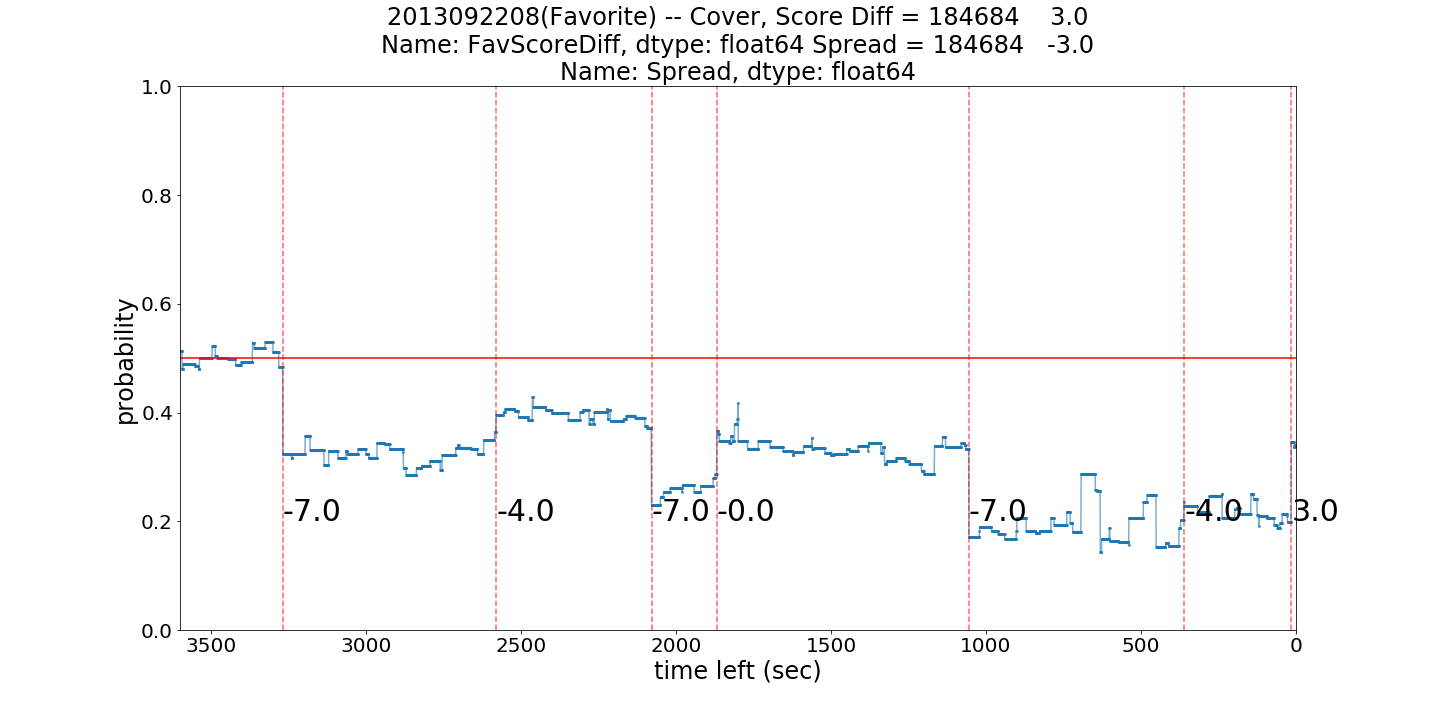 2013092208(Favorite) -- Cover, Score Diff = 184684    3.0
Name: FavScoreDiff, dtype: float64 Spread = 184684   -3.0
Name: Spread, dtype: float64
1.0
0.8
0.6
0.4
0.2
0.0
probability
-7.0 -4.0 -7.0 -0.0 -7.0 -4.0 3.0
3500 3000 2500 2000 1500 1000 500 0
time left (sec)